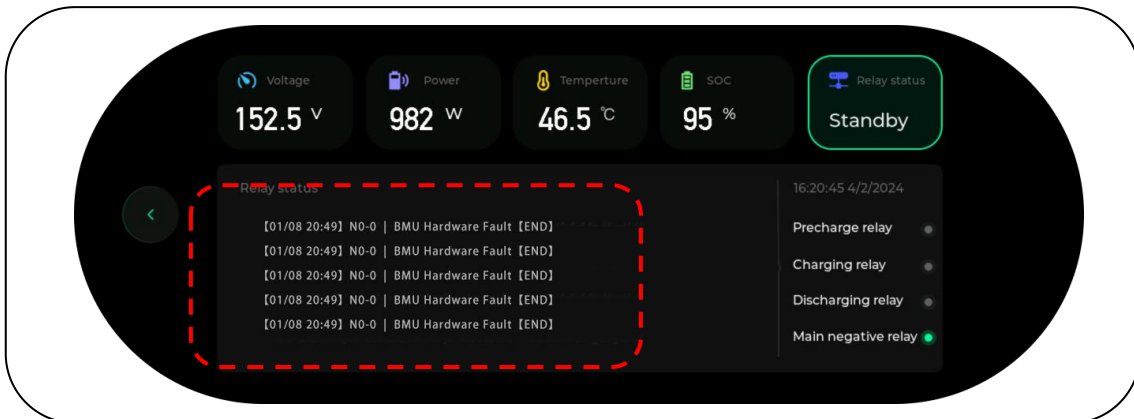 Voltage
152.5 V
Power
982 W
Temperture
46.5 °C
SOC
95 %
Relay status
Standby
Relay status
【01/08 20:49】 N0-0 | BMU Hardware Fault【END】
【01/08 20:49】 N0-0 | BMU Hardware Fault【END】
【01/08 20:49】 N0-0 | BMU Hardware Fault【END】
【01/08 20:49】 N0-0 | BMU Hardware Fault【END】
【01/08 20:49】 N0-0 | BMU Hardware Fault【END】
16:20:45 4/2/2024
Precharge relay
Charging relay
Discharging relay
Main negative relay